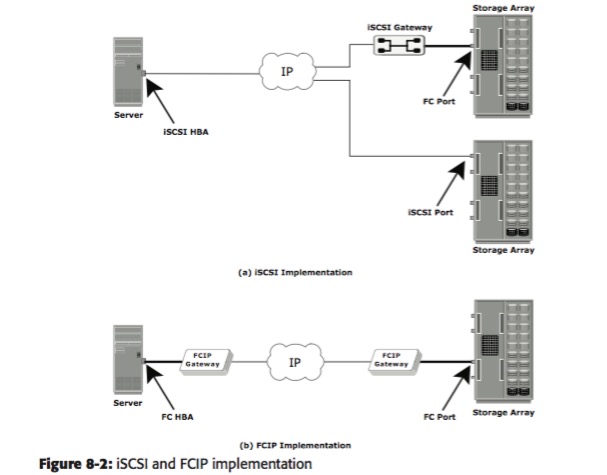 Storage Array
iSCSI Gateway
IP
FC Port
Server
iSCSI HBA
iSCSI Port
Storage Array
(a) iSCSI Implementation
FCIP
Gateway
IP
FCIP
Gateway
Server
FC HBA
FC Port
Storage Array
(b) FCIP Implementation
Figure 8-2: iSCSI and FCIP implementation